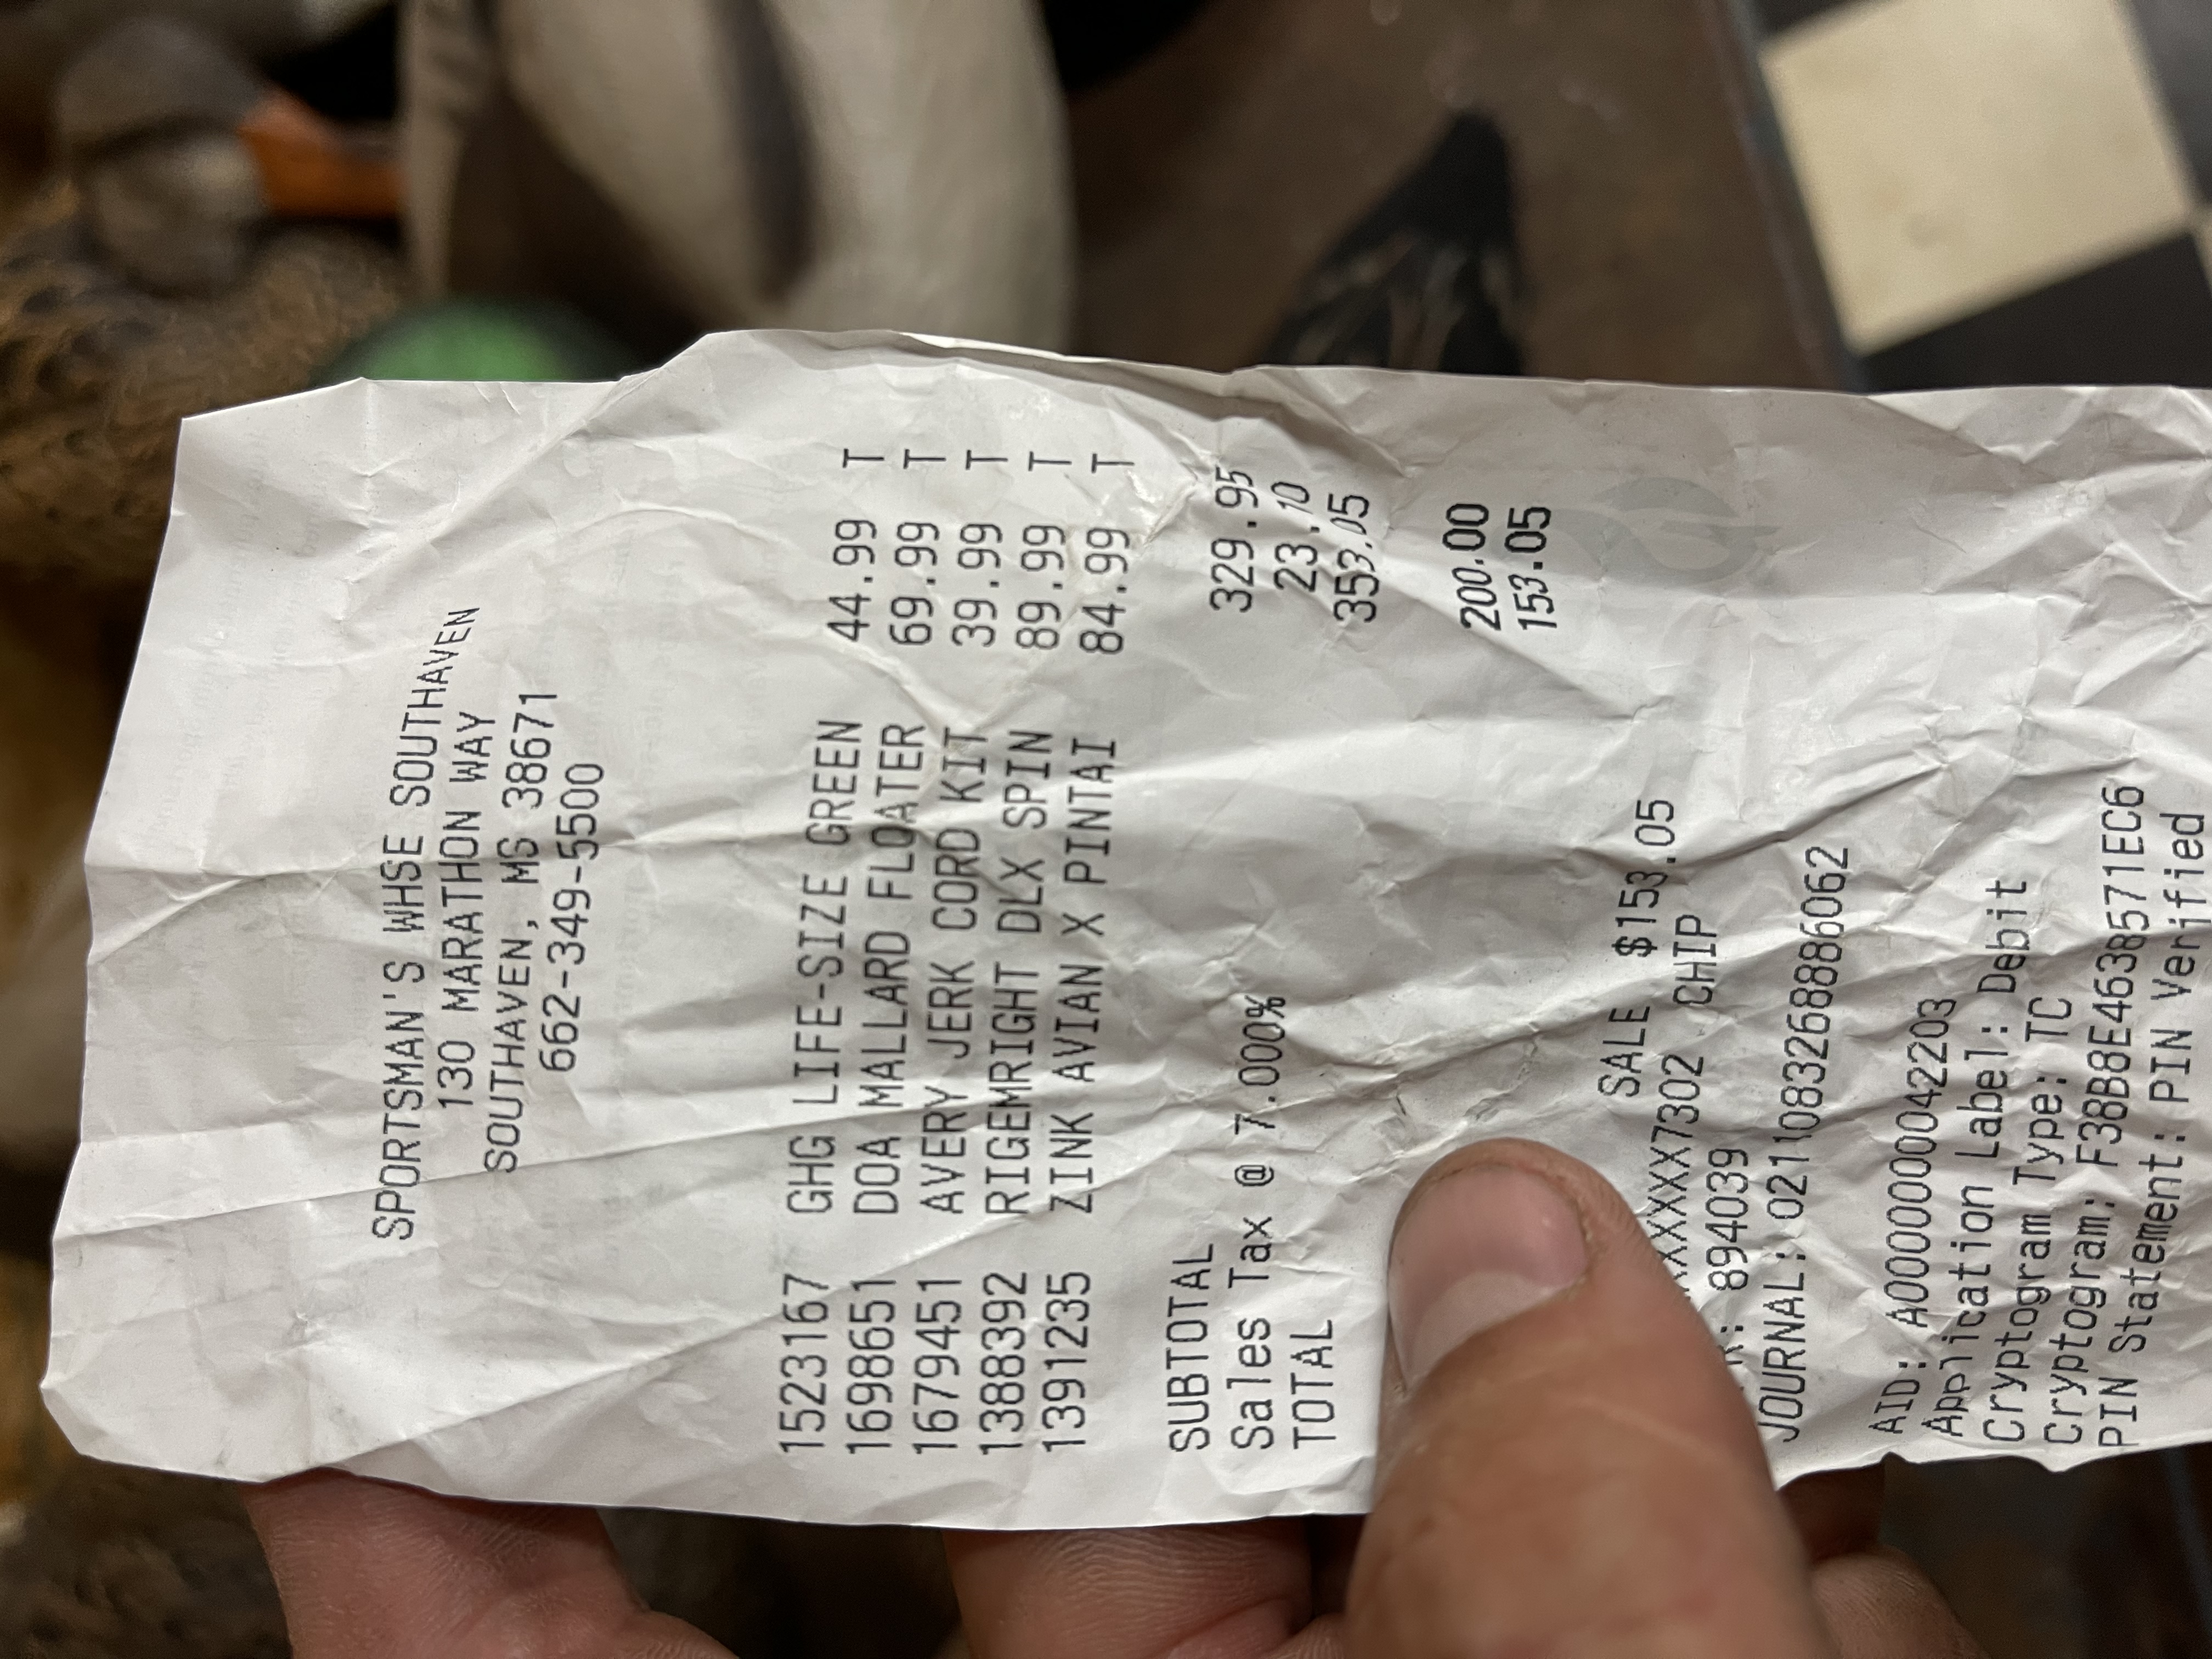 SPORTSMAN'S WHSE SOUTHAVEN
130 MARATHON WAY
SOUTHAVEN, MS 38671
662-349-5500
1523167 GHG LIFE-SIZE GREEN 44.99 T
1698651 DOA MALLARD FLOATER 69.99 T
1679451 AVERY JERK CORD KIT 39.99 T
1388392 RIGEMRIGHT DLX SPIN 89.99 T
1391235 ZINK AVIAN X PINTAI 84.99 T
SUBTOTAL 329.95
Sales Tax @ 7.000% 23.10
TOTAL 353.05
200.00
153.05
SALE $153.05
XXXXXX7302 CHIP
: 894039
JOURNAL: 02110832688860​62
AID: A0000000042203
Application Label: Debit
Cryptogram Type: TC
Cryptogram: F38B8E4638571EC6
PIN Statement: PIN Verified